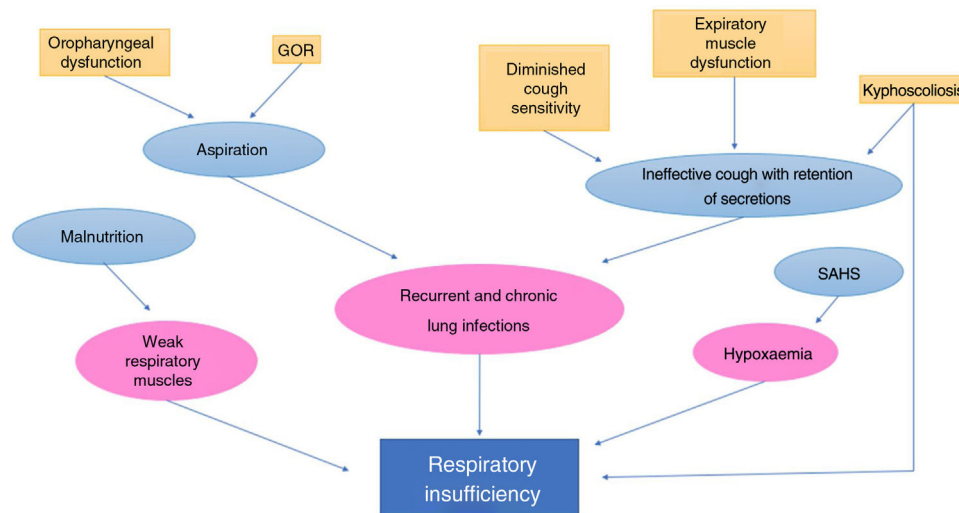 Oropharyngeal
dysfunction
GOR
Expiratory
muscle
dysfunction
Diminished
cough
sensitivity
Kyphoscoliosis
Aspiration
Ineffective cough with retention
of secretions
Malnutrition
SAHS
Recurrent and chronic
lung infections
Weak
respiratory
muscles
Hypoxaemia
Respiratory
insufficiency